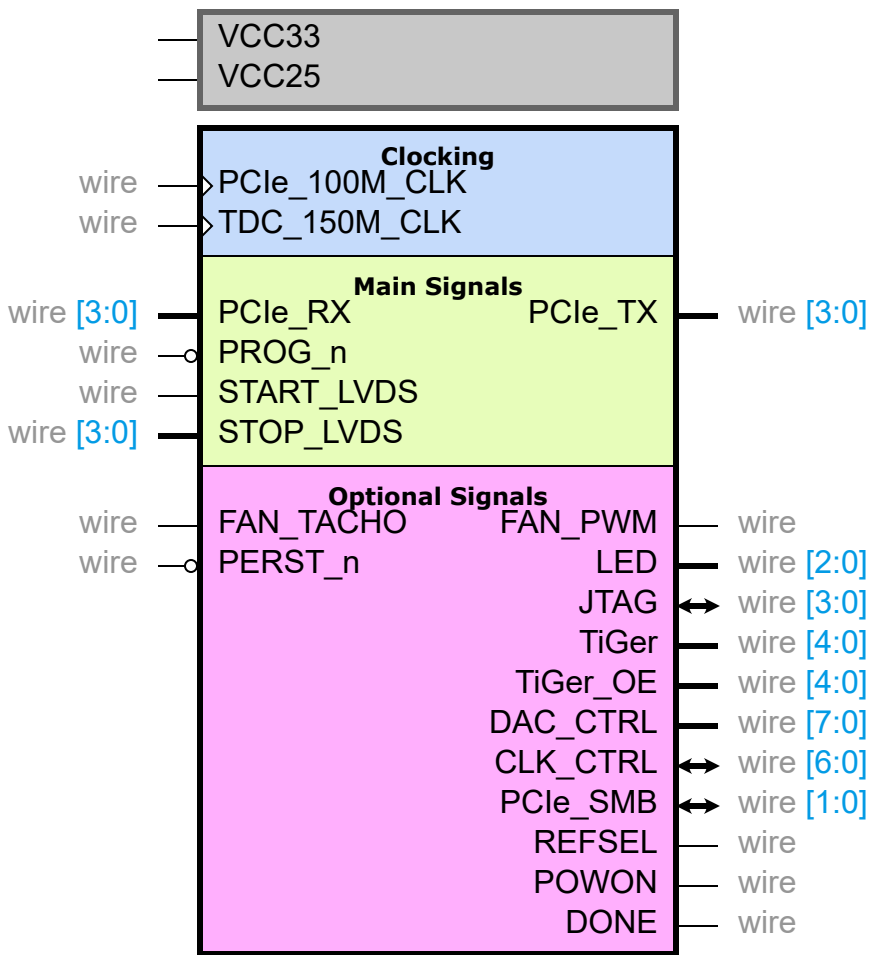 VCC33
VCC25
Clocking
wire PCIe_100M_CLK
wire TDC_150M_CLK
Main Signals
wire [3:0] PCIe_RX PCIe_TX wire [3:0]
wire PROG_n
wire START_LVDS
wire [3:0] STOP_LVDS
Optional Signals
wire FAN_TACHO FAN_PWM wire
wire PERST_n LED wire [2:0]
JTAG wire [3:0]
TiGer wire [4:0]
TiGer_OE wire [4:0]
DAC_CTRL wire [7:0]
CLK_CTRL wire [6:0]
PCIe_SMB wire [1:0]
REFSEL wire
POWON wire
DONE wire